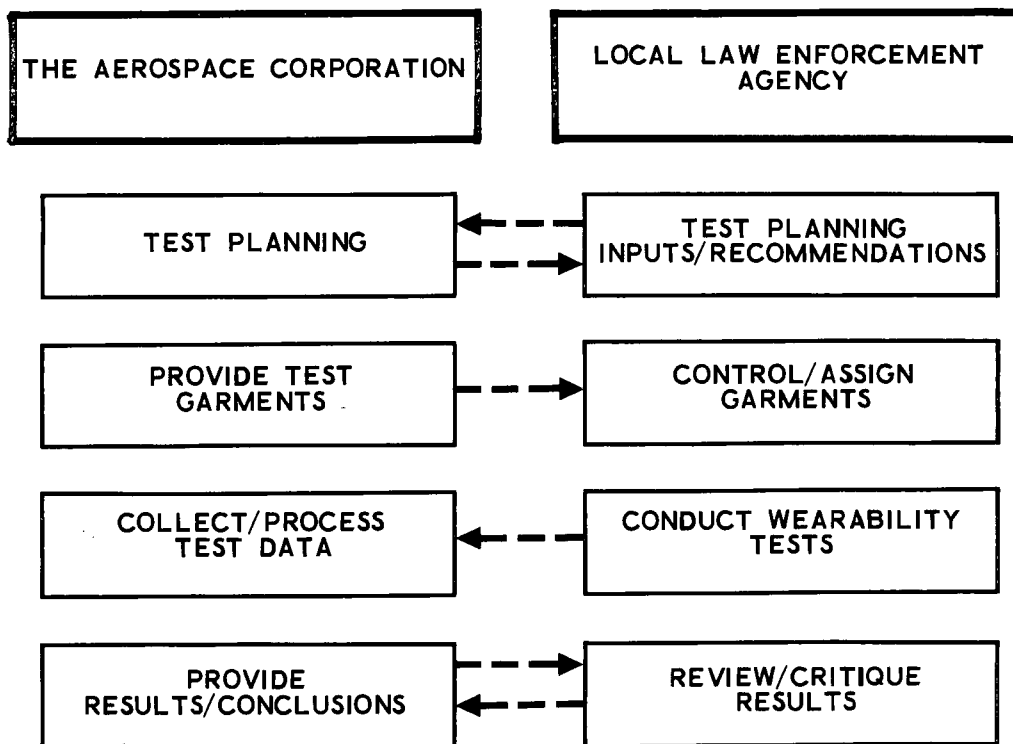 THE AEROSPACE CORPORATION
LOCAL LAW ENFORCEMENT
AGENCY
TEST PLANNING
TEST PLANNING
INPUTS/RECOMMENDATIONS
PROVIDE TEST
GARMENTS
CONTROL/ASSIGN
GARMENTS
COLLECT/PROCESS
TEST DATA
CONDUCT WEARABILITY
TESTS
PROVIDE
RESULTS/CONCLUSIONS
REVIEW/CRITIQUE
RESULTS